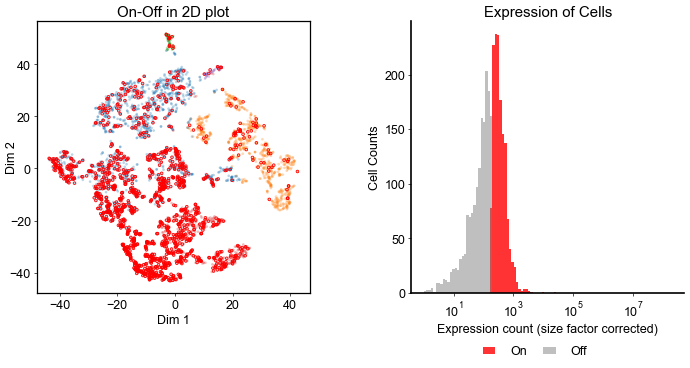 On-Off in 2D plot
40
20
0
−20
−40
Dim 2
−40 −20 0 20 40
Dim 1
Expression of Cells
200
150
100
50
0
Cell Counts
10^1 10^3 10^5 10^7
Expression count (size factor corrected)
On Off